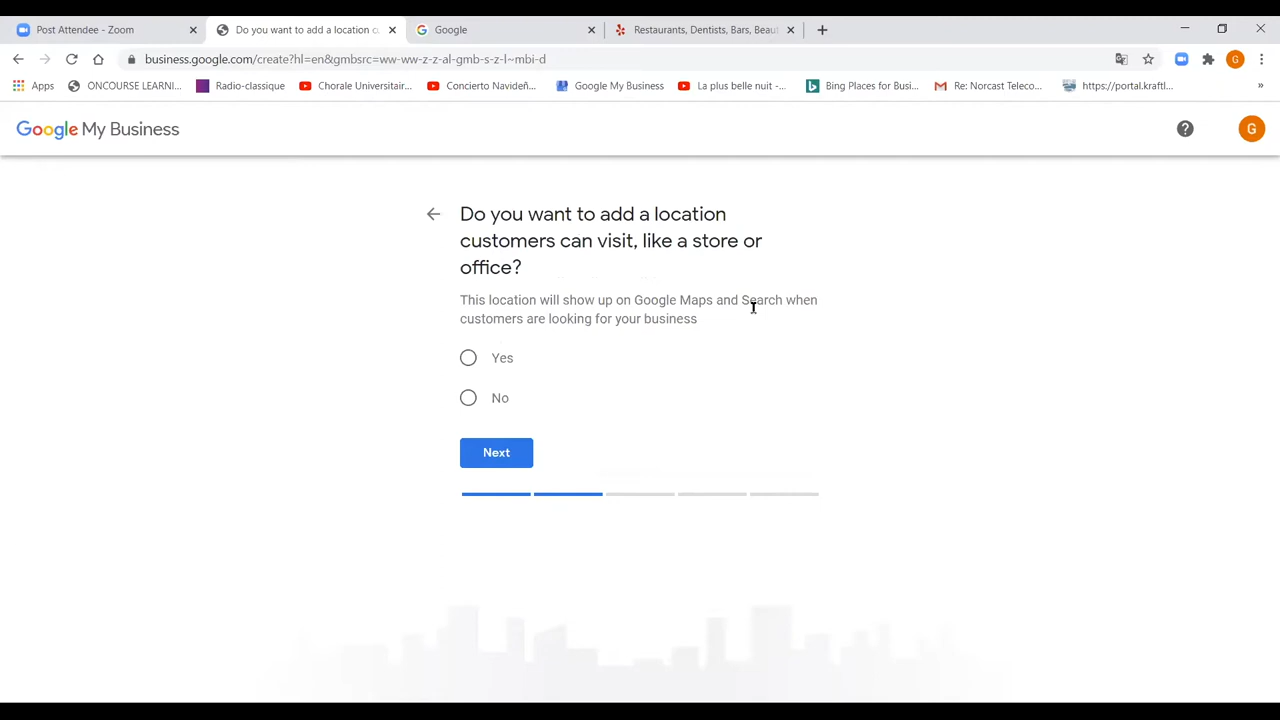 Post Attendee - Zoom
Do you want to add a location cu
Google
Restaurants, Dentists, Bars, Beaut
business.google.com/create?hl=en&gmbsrc=ww-ww-z-z-al-gmb-s-z-l~mbi-d
G
Apps
ONCOURSE LEARNI...
Radio-classique
Chorale Universitair...
Concierto Navideñ...
Google My Business
La plus belle nuit -...
Bing Places for Busi...
Re: Norcast Teleco...
https://portal.kraftl...
»
Google My Business
?
G
Do you want to add a location
customers can visit, like a store or
office?
This location will show up on Google Maps and Search when
customers are looking for your business
Yes
No
Next